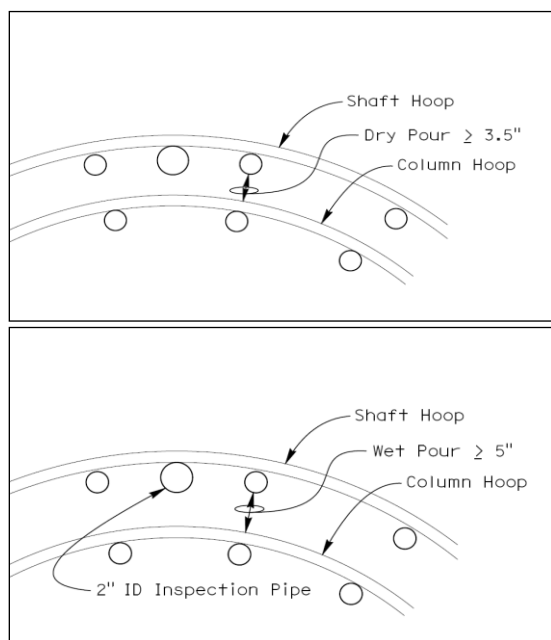 Shaft Hoop
Dry Pour ≥ 3.5"
Column Hoop
Shaft Hoop
Wet Pour ≥ 5"
Column Hoop
2" ID Inspection Pipe